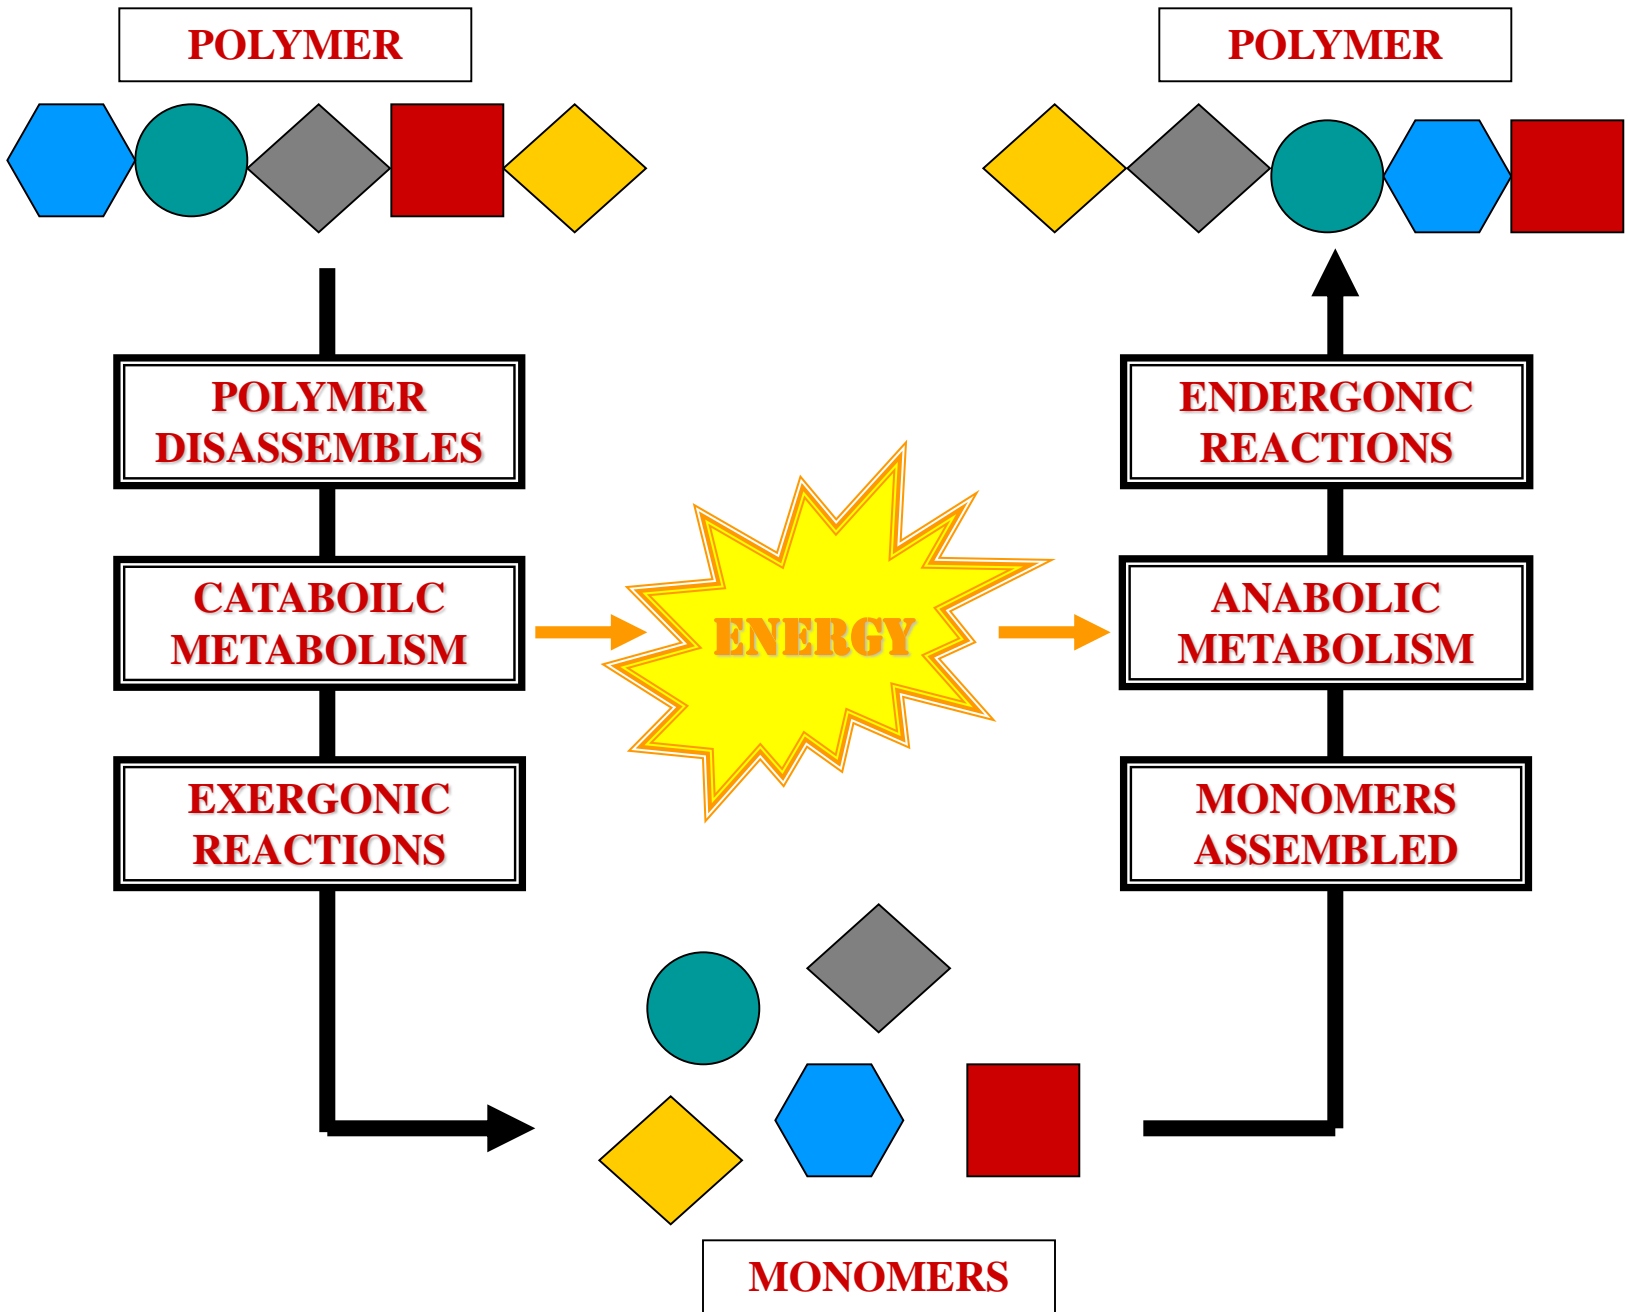 POLYMER
POLYMER
POLYMER
DISASSEMBLES
ENDERGONIC
REACTIONS
CATABOILC
METABOLISM
ENERGY
ANABOLIC
METABOLISM
EXERGONIC
REACTIONS
MONOMERS
ASSEMBLED
MONOMERS